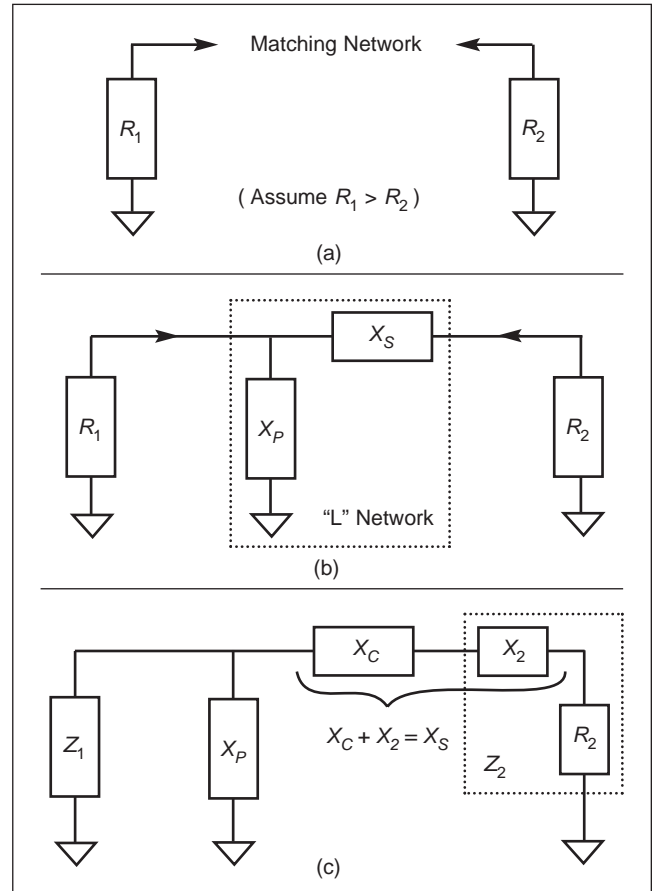 Matching Network
R1
R2
( Assume R1 > R2 )
(a)
XS
R1
XP
R2
"L" Network
(b)
XC
X2
Z1
XP
XC + X2 = XS
R2
Z2
(c)